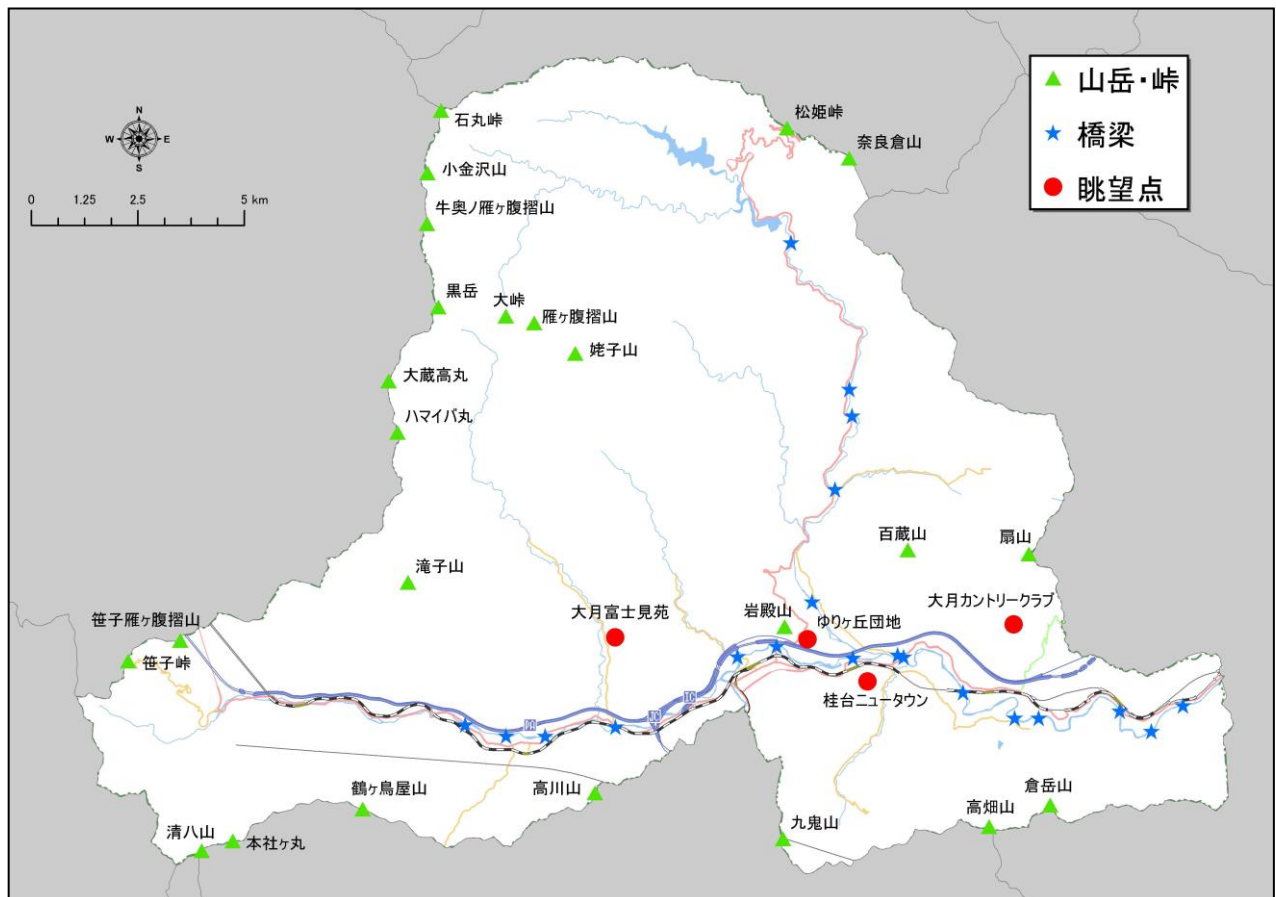 山岳・峠
橋梁
眺望点
N
W
E
S
0
1.25
2.5
5 km
石丸峠
松姫峠
奈良倉山
小金沢山
牛奥ノ雁ヶ腹摺山
黒岳
大峠
雁ヶ腹摺山
姥子山
大蔵高丸
ハマイバ丸
滝子山
百蔵山
扇山
笹子雁ヶ腹摺山
笹子峠
大月富士見苑
岩殿山
ゆりヶ丘団地
大月カントリークラブ
桂台ニュータウン
IC
JC
鶴ヶ鳥屋山
高川山
清八山
本社ヶ丸
九鬼山
高畑山
倉岳山